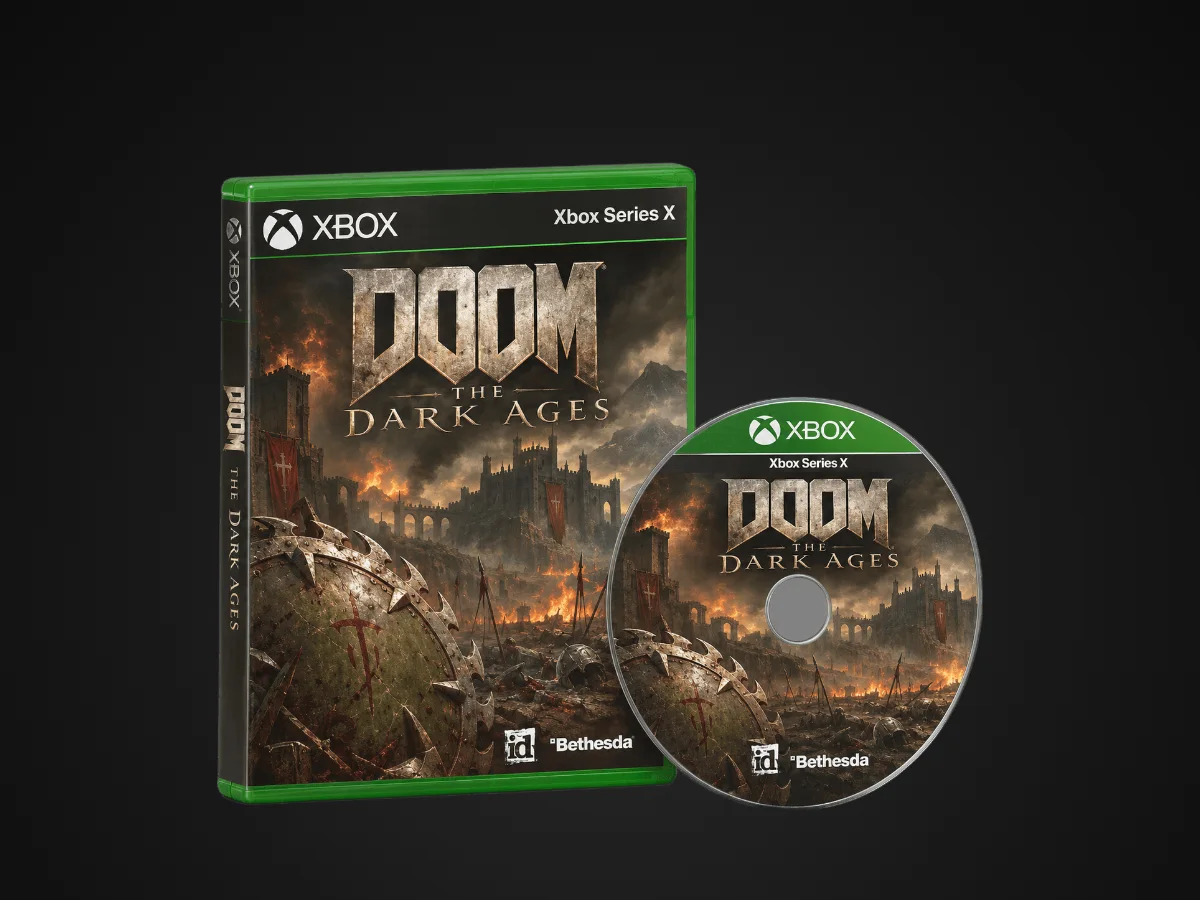 XBOX
Xbox Series X
DOOM
THE
DARK AGES
id
Bethesda
XBOX
DOOM
THE DARK AGES
XBOX
Xbox Series X
DOOM
THE
DARK AGES
id
Bethesda